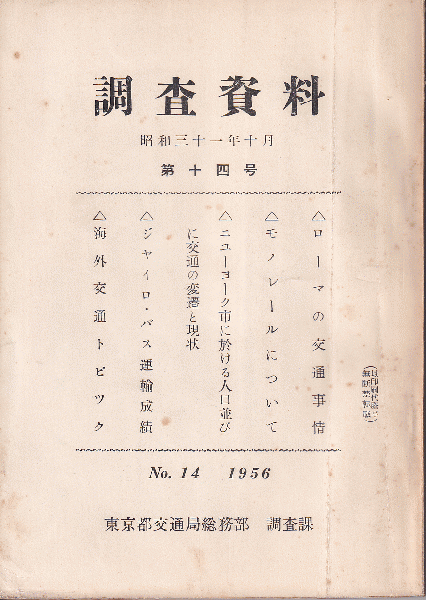 調査資料
昭和三十一年十月
第十四号
△ローマの交通事情
△モノレールについて
△ニューヨーク市に於ける人口並び
に交通の変遷と現状
△ジヤイロ・バス運輸成績
△海外交通トピツク
No. 14 1956
東京都交通局総務部 調査課